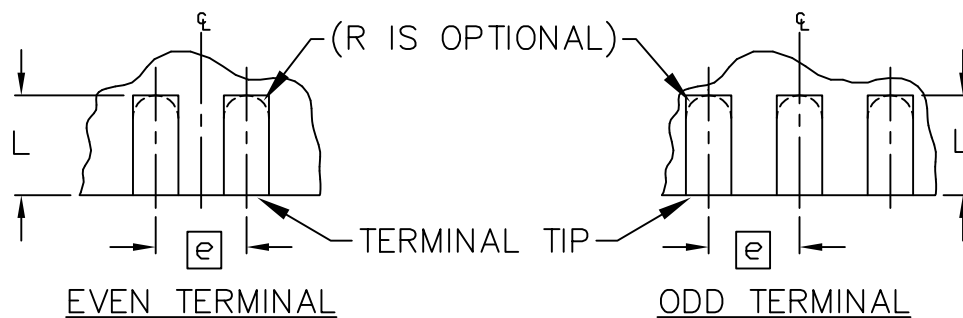 ℄ ℄
(R IS OPTIONAL)
L L
TERMINAL TIP
e e
EVEN TERMINAL ODD TERMINAL